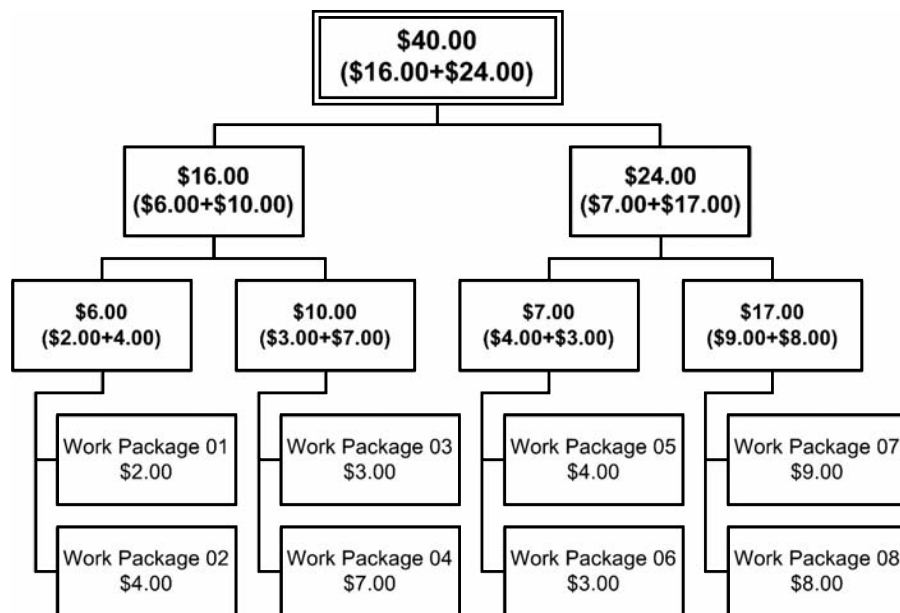 $40.00
($16.00+$24.00)
$16.00
($6.00+$10.00)
$24.00
($7.00+$17.00)
$6.00
($2.00+4.00)
$10.00
($3.00+$7.00)
$7.00
($4.00+$3.00)
$17.00
($9.00+$8.00)
Work Package 01
$2.00
Work Package 03
$3.00
Work Package 05
$4.00
Work Package 07
$9.00
Work Package 02
$4.00
Work Package 04
$7.00
Work Package 06
$3.00
Work Package 08
$8.00